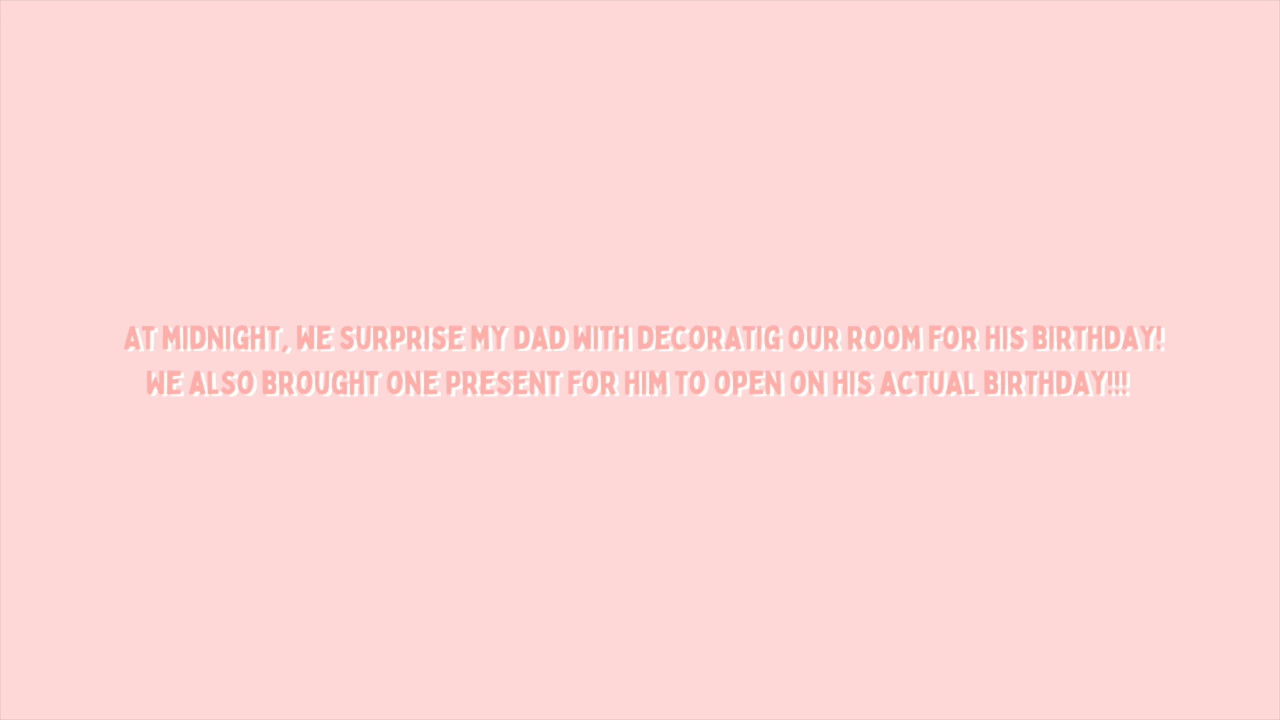 AT MIDNIGHT, WE SURPRISE MY DAD WITH DECORATIG OUR ROOM FOR HIS BIRTHDAY!
WE ALSO BROUGHT ONE PRESENT FOR HIM TO OPEN ON HIS ACTUAL BIRTHDAY!!!